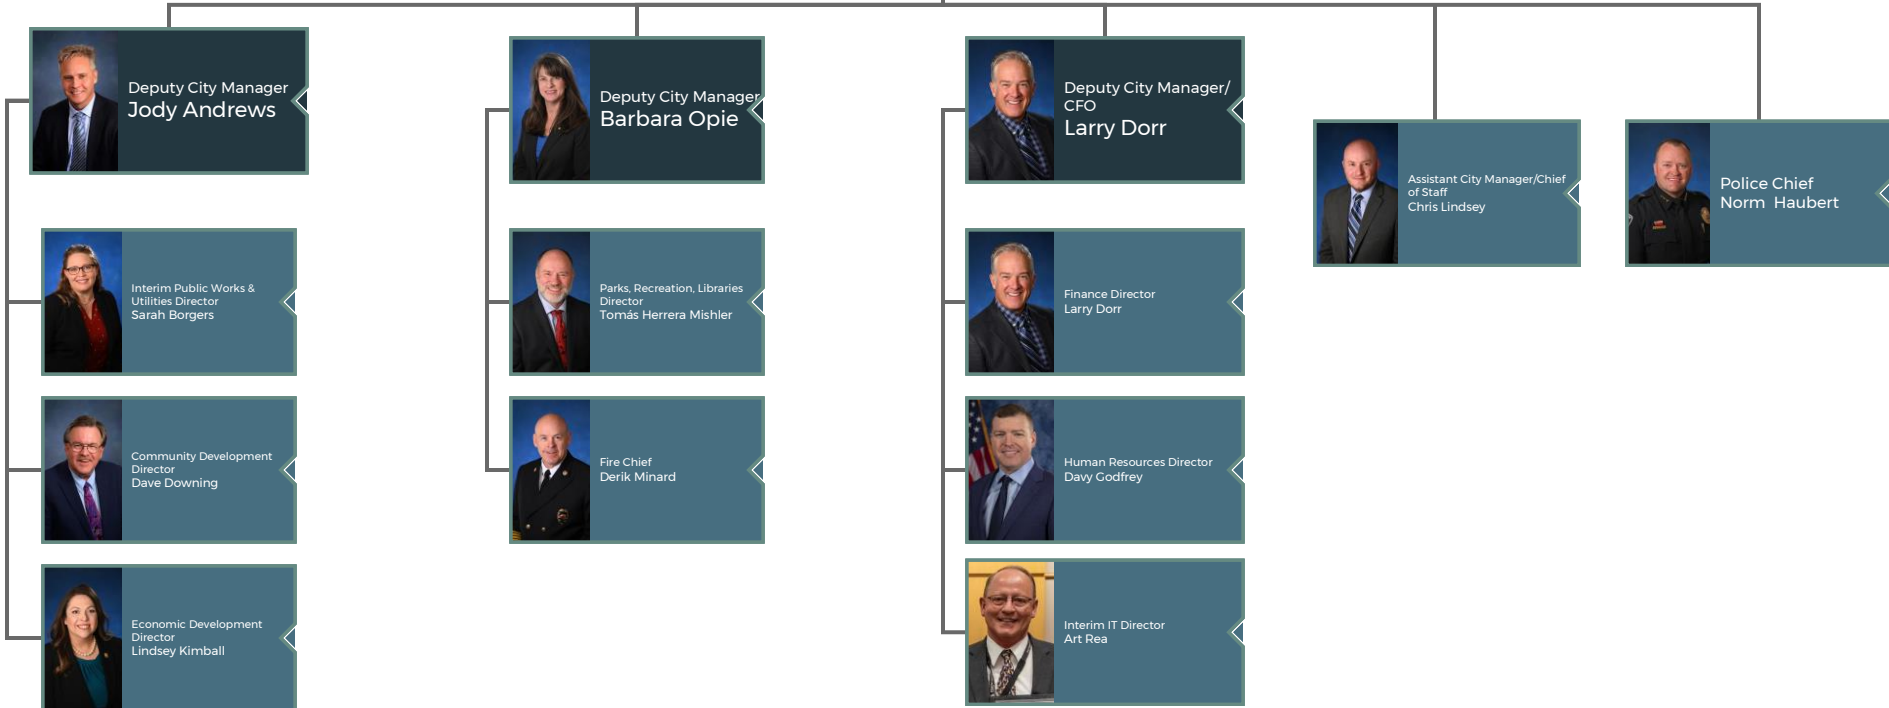 Deputy City Manager
Jody Andrews
Deputy City Manager
Barbara Opie
Deputy City Manager/
CFO
Larry Dorr
Assistant City Manager/Chief
of Staff
Chris Lindsey
Police Chief
Norm Haubert
Interim Public Works &
Utilities Director
Sarah Borgers
Parks, Recreation, Libraries
Director
Tomás Herrera Mishler
Finance Director
Larry Dorr
Community Development
Director
Dave Downing
Fire Chief
Derik Minard
Human Resources Director
Davy Godfrey
Economic Development
Director
Lindsey Kimball
Interim IT Director
Art Rea